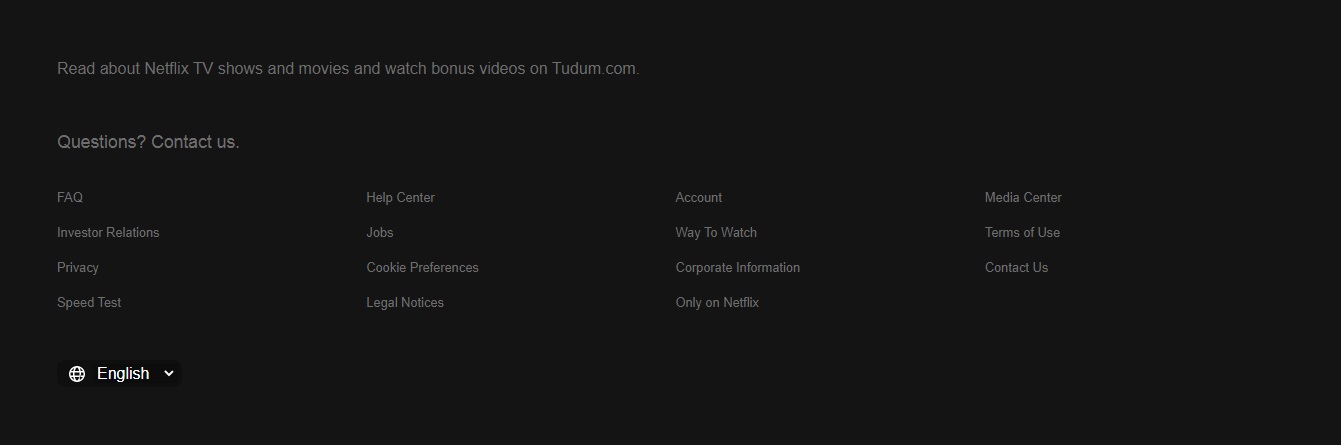 Read about Netflix TV shows and movies and watch bonus videos on Tudum.com.
Questions? Contact us.
FAQ
Help Center
Account
Media Center
Investor Relations
Jobs
Way To Watch
Terms of Use
Privacy
Cookie Preferences
Corporate Information
Contact Us
Speed Test
Legal Notices
Only on Netflix
English